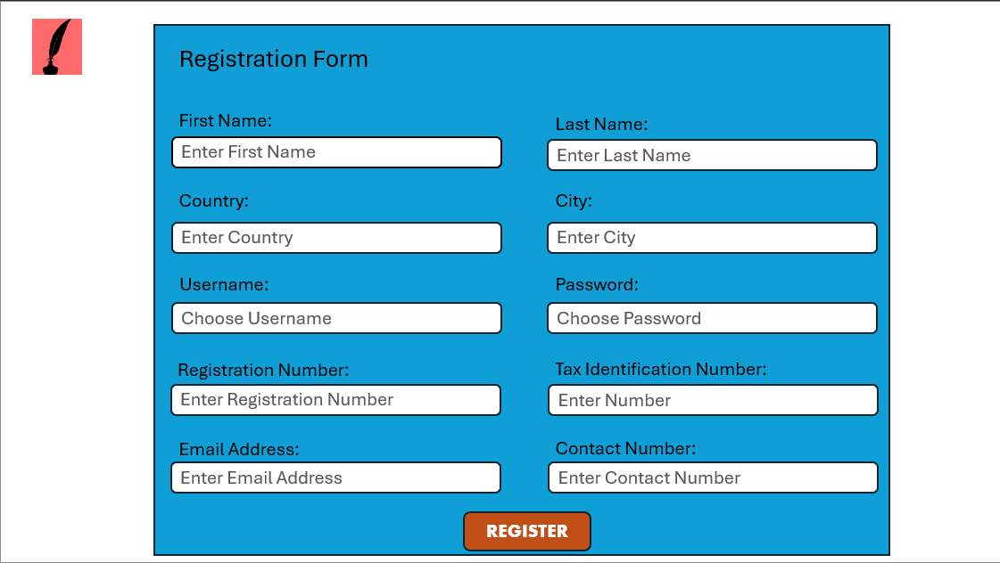 Registration Form
First Name:
Last Name:
Enter First Name
Enter Last Name
Country:
City:
Enter Country
Enter City
Username:
Password:
Choose Username
Choose Password
Registration Number:
Tax Identification Number:
Enter Registration Number
Enter Number
Email Address:
Contact Number:
Enter Email Address
Enter Contact Number
REGISTER